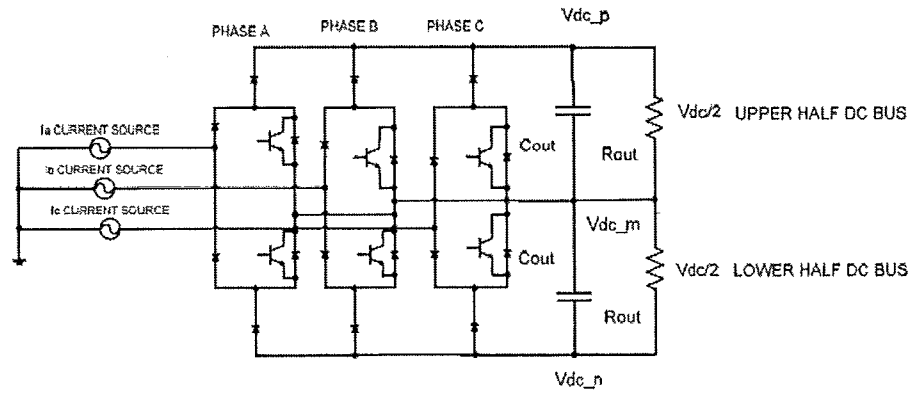 Vdc_p
PHASE A
PHASE B
PHASE C
Ia CURRENT SOURCE
Ib CURRENT SOURCE
Ic CURRENT SOURCE
Cout
Rout
Vdc/2 UPPER HALF DC BUS
Vdc_m
Cout
Rout
Vdc/2 LOWER HALF DC BUS
Vdc_n